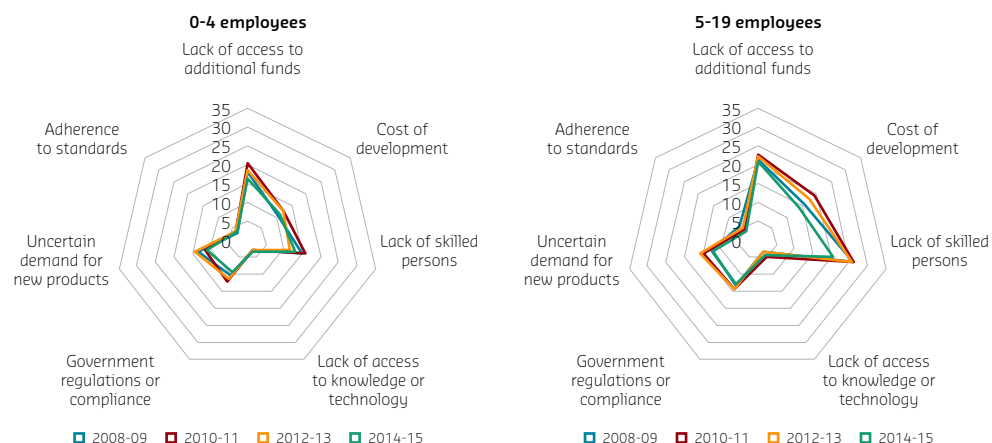 0-4 employees
Lack of access to
additional funds
35
30
25
20
15
10
5
0
Cost of
development
Lack of skilled
persons
Lack of access
to knowledge or
technology
Government
regulations or
compliance
Uncertain
demand for
new products
Adherence
to standards
2008-09 2010-11 2012-13 2014-15
5-19 employees
Lack of access to
additional funds
35
30
25
20
15
10
5
0
Cost of
development
Lack of skilled
persons
Lack of access
to knowledge or
technology
Government
regulations or
compliance
Uncertain
demand for
new products
Adherence
to standards
2008-09 2010-11 2012-13 2014-15